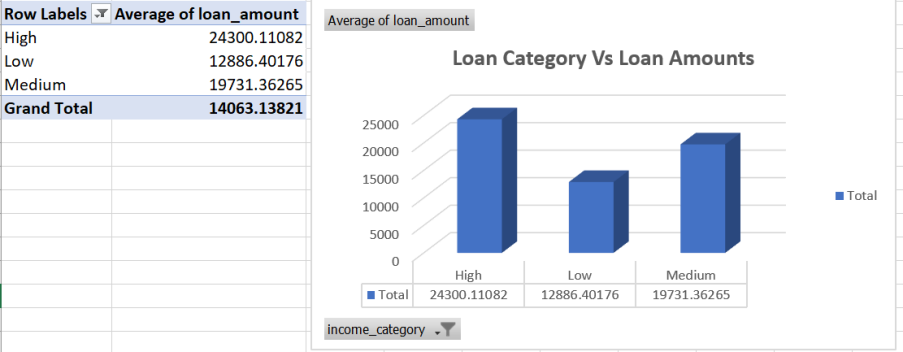 Row Labels Average of loan_amount
High 24300.11082
Low 12886.40176
Medium 19731.36265
Grand Total 14063.13821
Average of loan_amount
Loan Category Vs Loan Amounts
25000
20000
15000
10000
5000
0
High Low Medium
Total 24300.11082 12886.40176 19731.36265
Total
income_category